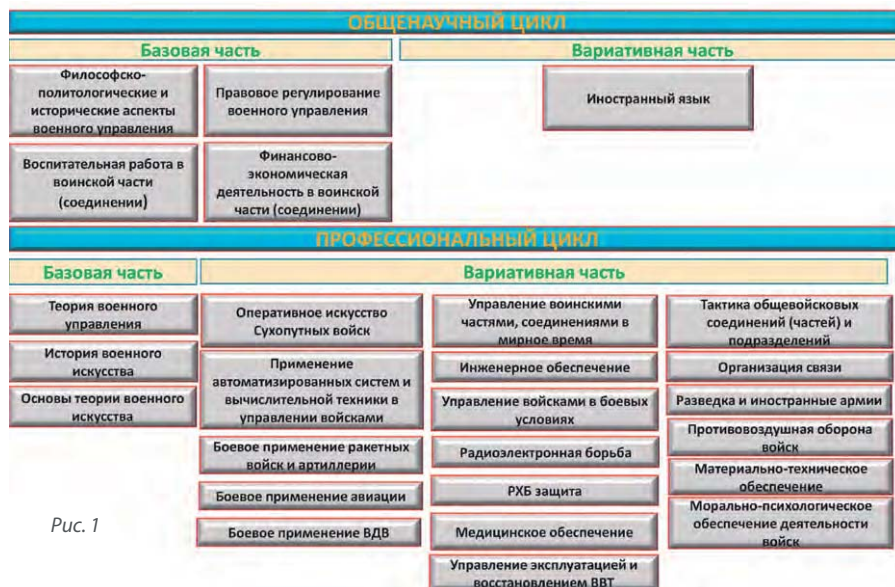 ОБЩЕНАУЧНЫЙ ЦИКЛ
Базовая часть
Вариативная часть
Философско-
политологические и
исторические аспекты
военного управления
Правовое регулирование
военного управления
Иностранный язык
Воспитательная работа в
воинской части
(соединении)
Финансово-
экономическая
деятельность в воинской
части (соединении)
ПРОФЕССИОНАЛЬНЫЙ ЦИКЛ
Базовая часть
Вариативная часть
Теория военного
управления
История военного
искусства
Основы теории военного
искусства
Оперативное искусство
Сухопутных войск
Применение
автоматизированных систем и
вычислительной техники в
управлении войсками
Боевое применение ракетных
войск и артиллерии
Боевое применение авиации
Боевое применение ВДВ
Управление воинскими
частями, соединениями в
мирное время
Инженерное обеспечение
Управление войсками в боевых
условиях
Радиоэлектронная борьба
РХБ защита
Медицинское обеспечение
Управление эксплуатацией и
восстановлением ВВТ
Тактика общевойсковых
соединений (частей) и
подразделений
Организация связи
Разведка и иностранные армии
Противовоздушная оборона
войск
Материально-техническое
обеспечение
Морально-психологическое
обеспечение деятельности
войск
Рис. 1